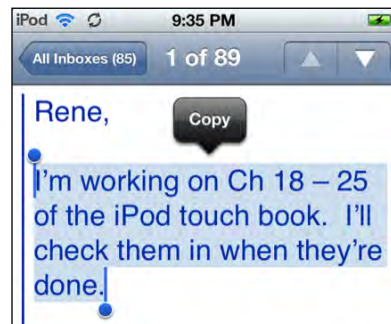 iPod 9:35 PM
All Inboxes (85) 1 of 89
Rene,
Copy
I'm working on Ch 18 – 25
of the iPod touch book.  I'll
check them in when they're
done.